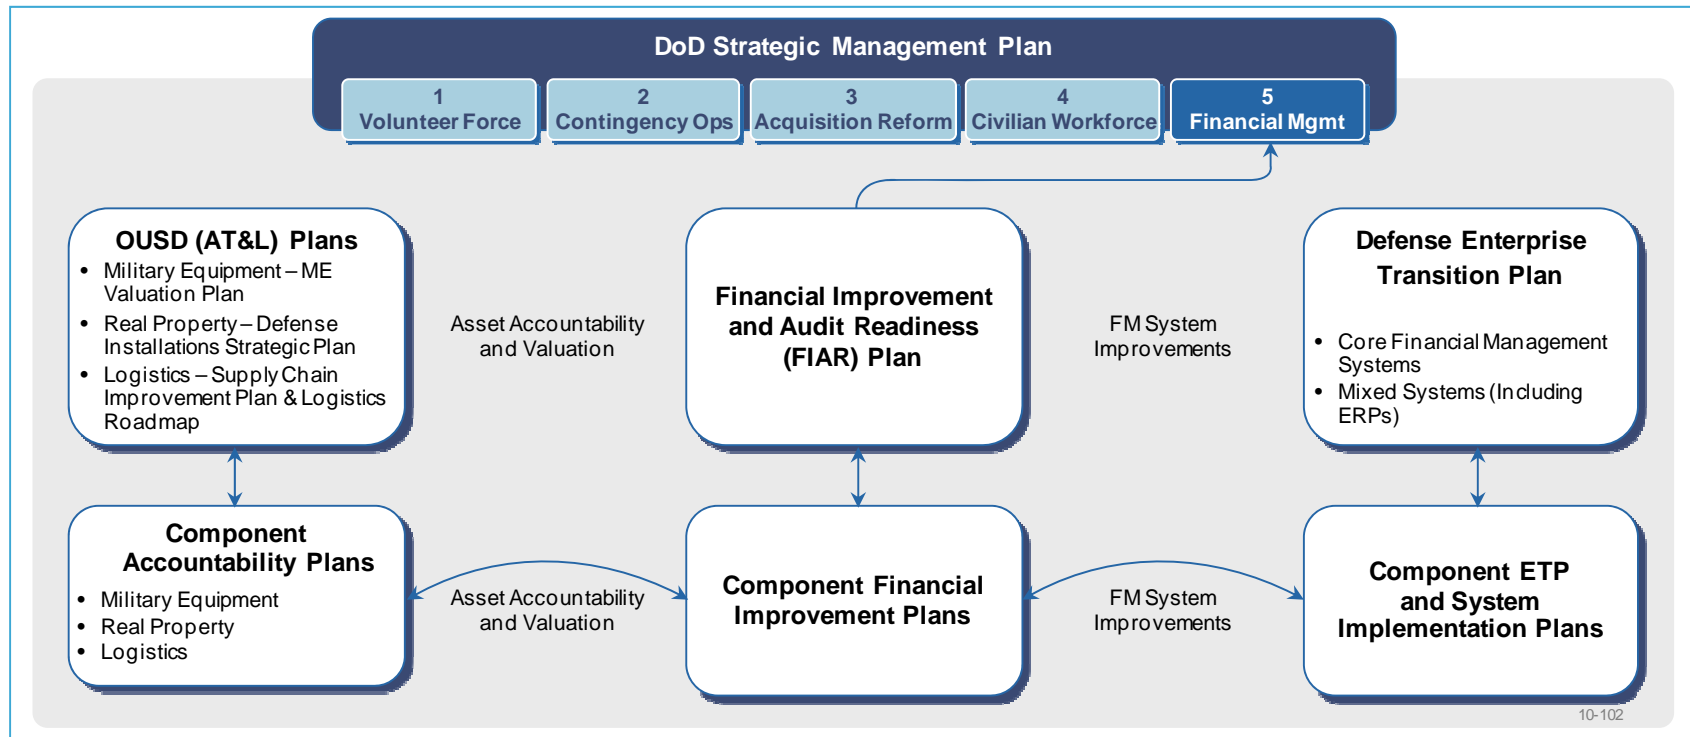 DoD Strategic Management Plan
1
Volunteer Force
2
Contingency Ops
3
Acquisition Reform
4
Civilian Workforce
5
Financial Mgmt
OUSD (AT&L) Plans
• Military Equipment – ME
Valuation Plan
• Real Property – Defense
Installations Strategic Plan
• Logistics – Supply Chain
Improvement Plan & Logistics
Roadmap
Asset Accountability
and Valuation
Financial Improvement
and Audit Readiness
(FIAR) Plan
FM System
Improvements
Defense Enterprise
Transition Plan
• Core Financial Management
Systems
• Mixed Systems (Including
ERPs)
Component
Accountability Plans
• Military Equipment
• Real Property
• Logistics
Asset Accountability
and Valuation
Component Financial
Improvement Plans
FM System
Improvements
Component ETP
and System
Implementation Plans
10-102